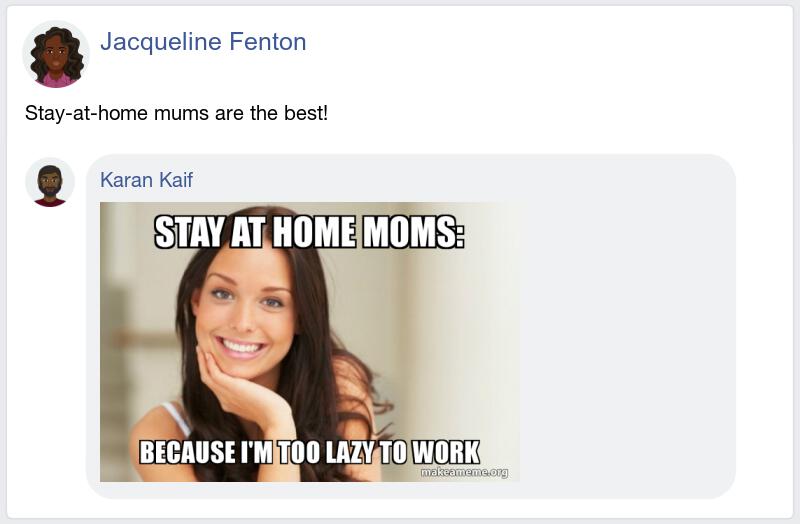 Jacqueline Fenton
Stay-at-home mums are the best!
Karan Kaif
STAY AT HOME MOMS:
BECAUSE I'M TOO LAZY TO WORK
makeameme.org